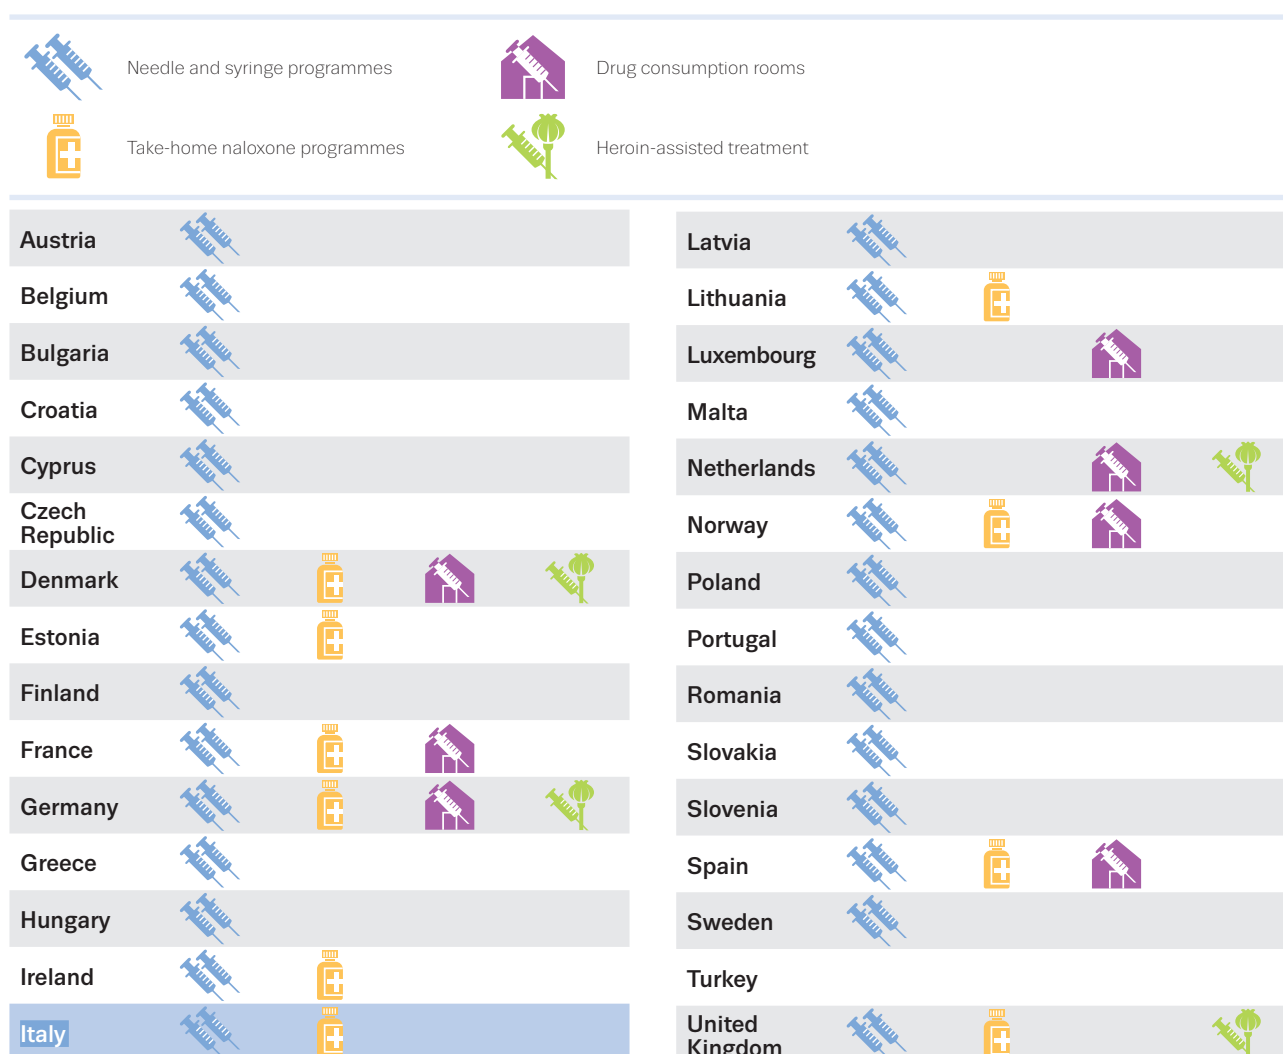 Needle and syringe programmes
Drug consumption rooms
Take-home naloxone programmes
Heroin-assisted treatment
Austria
Belgium
Bulgaria
Croatia
Cyprus
Czech
Republic
Denmark
Estonia
Finland
France
Germany
Greece
Hungary
Ireland
Italy
Latvia
Lithuania
Luxembourg
Malta
Netherlands
Norway
Poland
Portugal
Romania
Slovakia
Slovenia
Spain
Sweden
Turkey
United
Kingdom